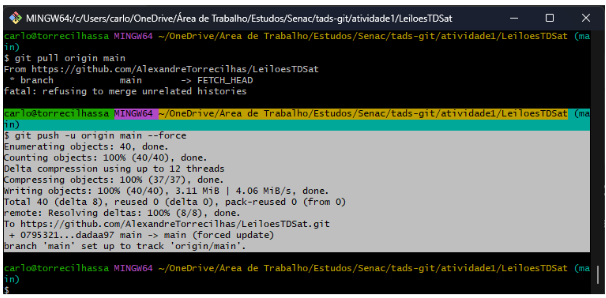 MINGW64:/c/Users/carlo/OneDrive/Área de Trabalho/Estudos/Senac/tads-git/atividade1/LeiloesTDSat
carlo@torrecilhassa MINGW64 ~/OneDrive/Área de Trabalho/Estudos/Senac/tads-git/atividade1/LeiloesTDSat (ma
in)
$ git pull origin main
From https://github.com/AlexandreTorrecilhas/LeiloesTDSat
 * branch            main       -> FETCH_HEAD
fatal: refusing to merge unrelated histories
carlo@torrecilhassa MINGW64 ~/OneDrive/Área de Trabalho/Estudos/Senac/tads-git/atividade1/LeiloesTDSat (ma
in)
$ git push -u origin main --force
Enumerating objects: 40, done.
Counting objects: 100% (40/40), done.
Delta compression using up to 12 threads
Compressing objects: 100% (37/37), done.
Writing objects: 100% (40/40), 3.11 MiB | 4.06 MiB/s, done.
Total 40 (delta 8), reused 0 (delta 0), pack-reused 0 (from 0)
remote: Resolving deltas: 100% (8/8), done.
To https://github.com/AlexandreTorrecilhas/LeiloesTDSat.git
 + 0795321...dadaa97 main -> main (forced update)
branch 'main' set up to track 'origin/main'.
carlo@torrecilhassa MINGW64 ~/OneDrive/Área de Trabalho/Estudos/Senac/tads-git/atividade1/LeiloesTDSat (ma
in)
$